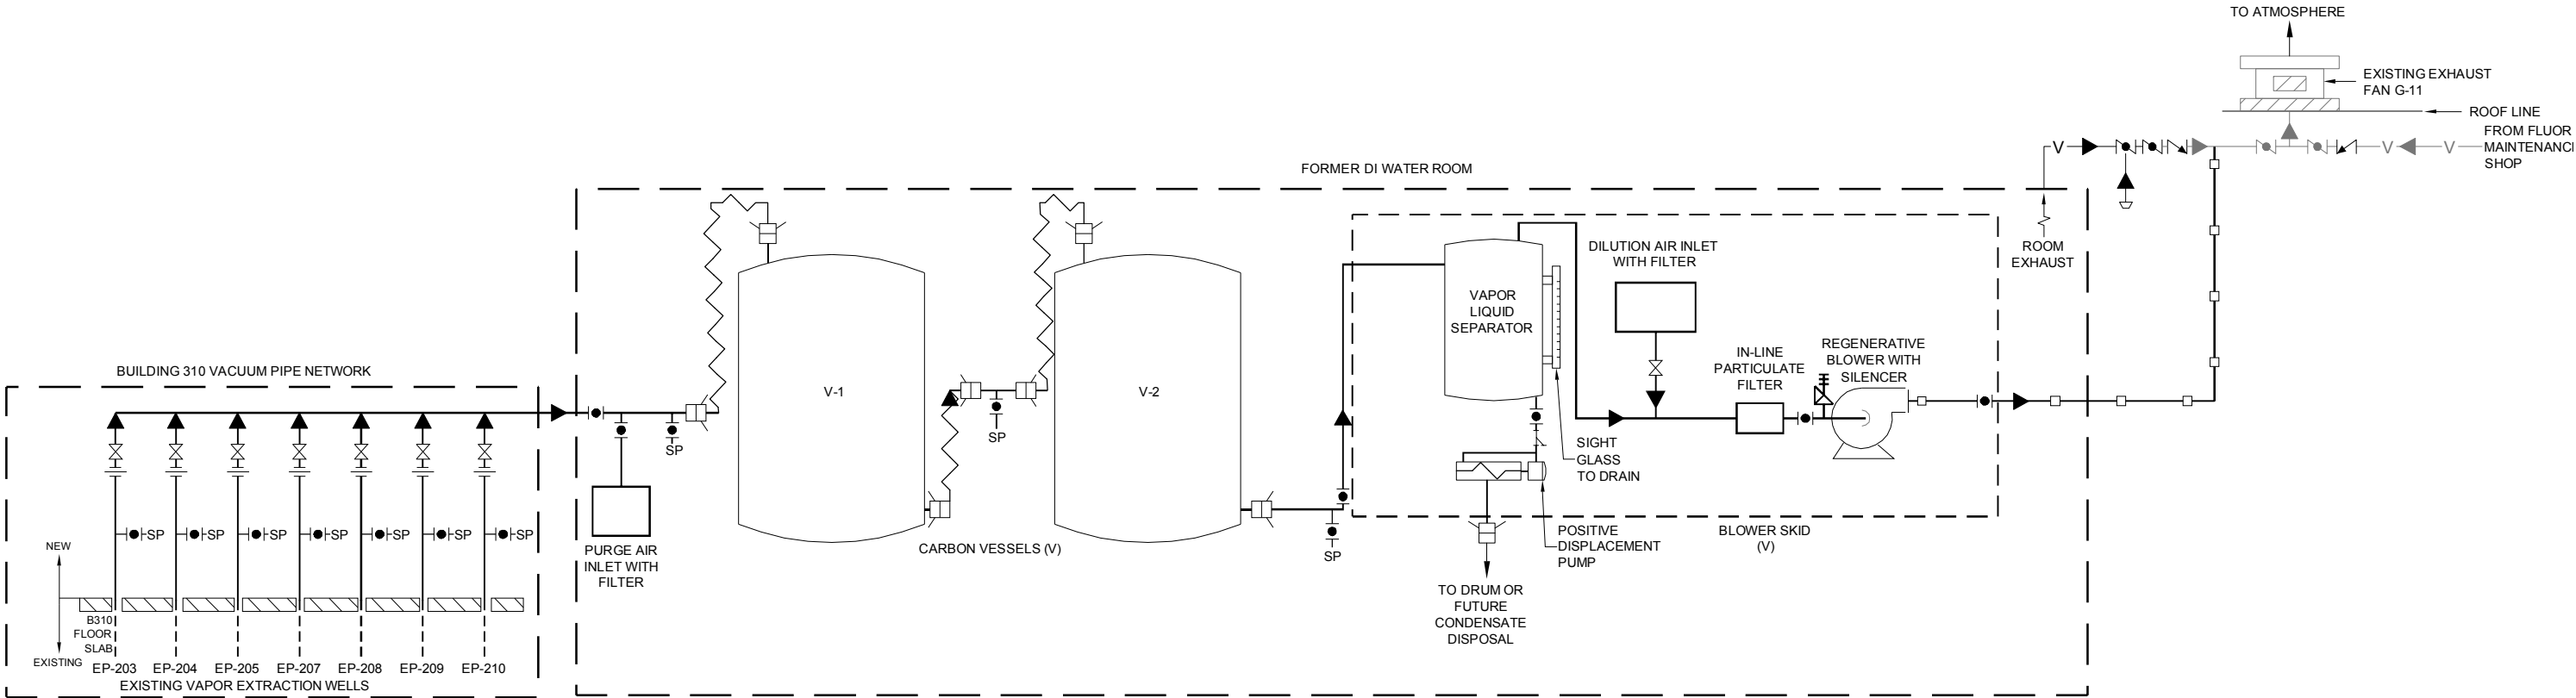 TO ATMOSPHERE
EXISTING EXHAUST
FAN G-11
ROOF LINE
FROM FLUOR
MAINTENANC
SHOP
V
V
V
FORMER DI WATER ROOM
ROOM
EXHAUST
DILUTION AIR INLET
WITH FILTER
VAPOR
LIQUID
SEPARATOR
IN-LINE
PARTICULATE
FILTER
REGENERATIVE
BLOWER WITH
SILENCER
BUILDING 310 VACUUM PIPE NETWORK
V-1
V-2
SP
SP
SP
SIGHT
GLASS
TO DRAIN
POSITIVE
DISPLACEMENT
PUMP
BLOWER SKID
(V)
CARBON VESSELS (V)
PURGE AIR
INLET WITH
FILTER
TO DRUM OR
FUTURE
CONDENSATE
DISPOSAL
SP
SP
SP
SP
SP
SP
SP
NEW
EXISTING
B310
FLOOR
SLAB
EP-203
EP-204
EP-205
EP-207
EP-208
EP-209
EP-210
EXISTING VAPOR EXTRACTION WELLS